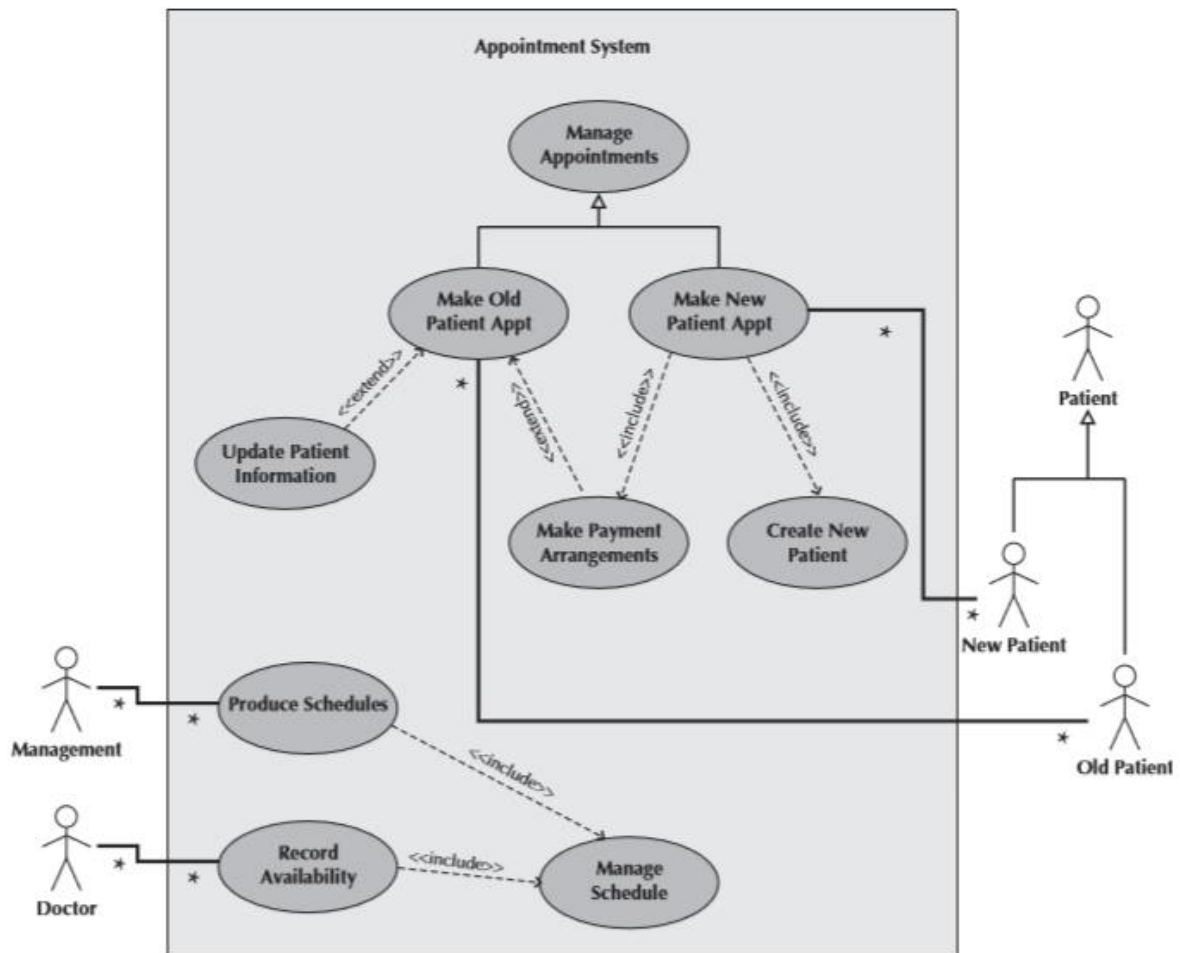 Appointment System
Manage
Appointments
Make Old
Patient Appt
Make New
Patient Appt
*
*
<<extend>>
<<extend>>
<<include>>
<<include>>
Patient
Update Patient
Information
Make Payment
Arrangements
Create New
Patient
*
New Patient
Management
*
*
Produce Schedules
*
Old Patient
<<include>>
Doctor
*
*
Record
Availability
<<include>>
Manage
Schedule